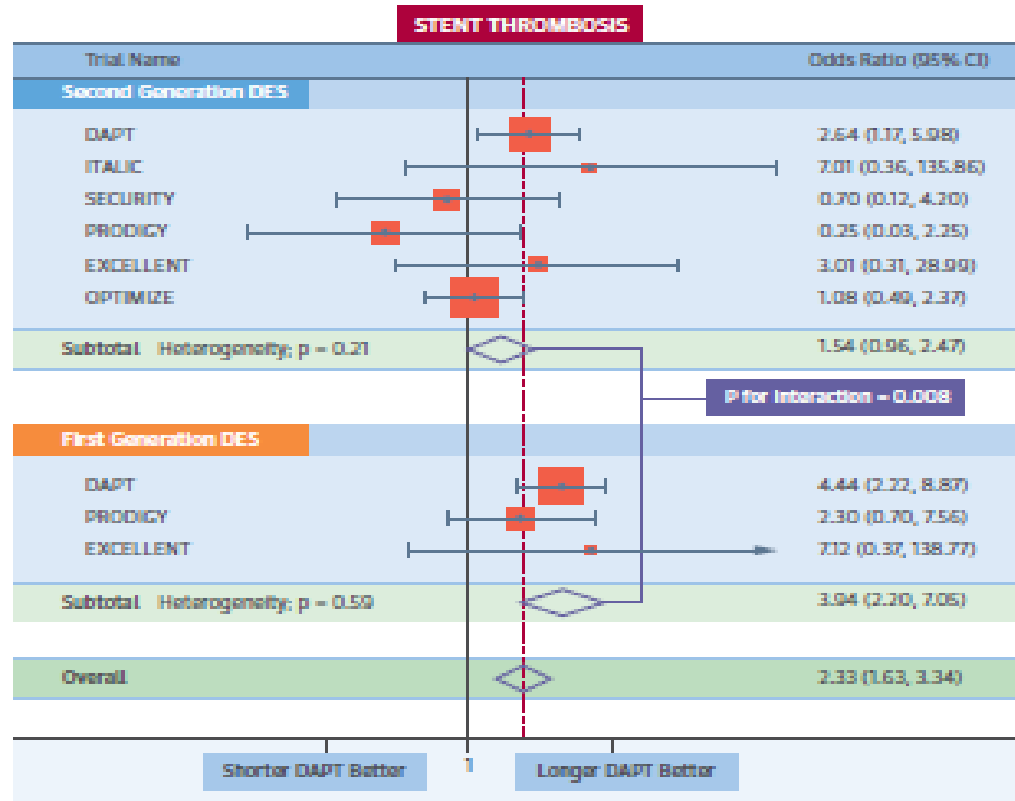 STENT THROMBOSIS
Trial Name Odds Ratio (95% CI)
Second Generation DES
DAPT 2.64 (1.17, 5.98)
ITALIC 7.01 (0.36, 135.86)
SECURITY 0.70 (0.12, 4.20)
PRODIGY 0.25 (0.03, 2.25)
EXCELLENT 3.01 (0.31, 28.99)
OPTIMIZE 1.08 (0.49, 2.37)
Subtotal Heterogeneity; p = 0.21 1.54 (0.96, 2.47)
P for Interaction = 0.008
First Generation DES
DAPT 4.44 (2.22, 8.87)
PRODIGY 2.30 (0.70, 7.56)
EXCELLENT 7.12 (0.37, 138.77)
Subtotal Heterogeneity; p = 0.59 3.94 (2.20, 7.05)
Overall 2.33 (1.63, 3.34)
Shorter DAPT Better 1 Longer DAPT Better